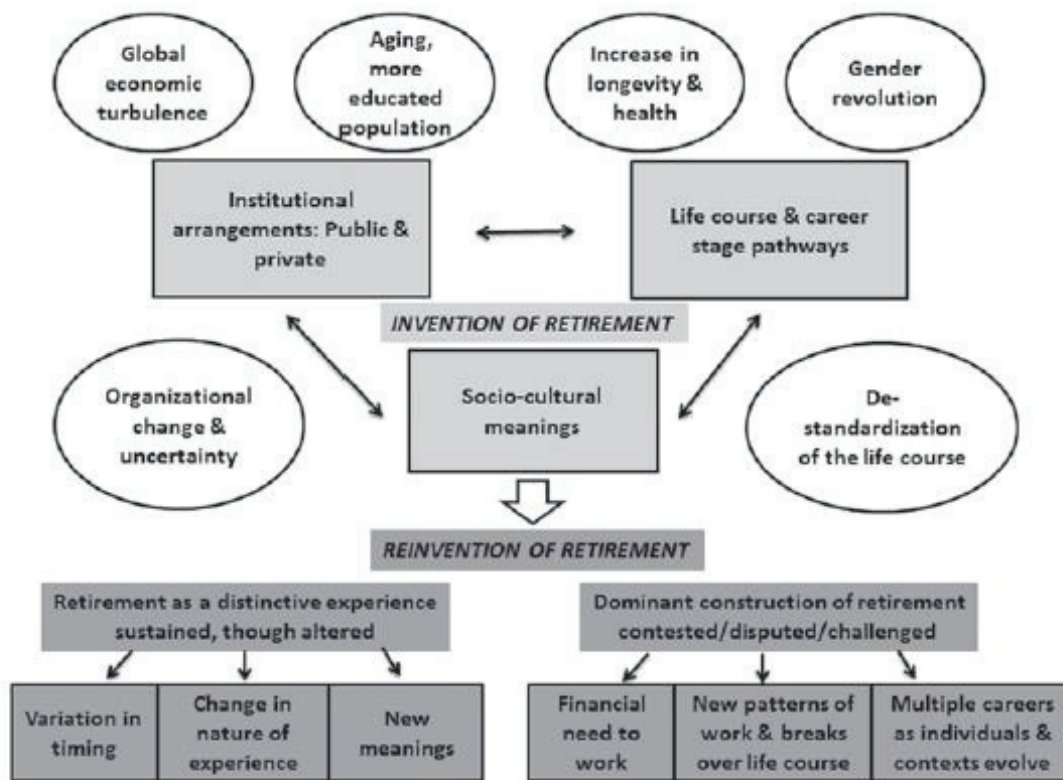 Global
economic
turbulence
Aging,
more
educated
population
Increase in
longevity &
health
Gender
revolution
Institutional
arrangements: Public &
private
Life course & career
stage pathways
INVENTION OF RETIREMENT
Organizational
change &
uncertainty
Socio-cultural
meanings
De-
standardization
of the life course
REINVENTION OF RETIREMENT
Retirement as a distinctive experience
sustained, though altered
Dominant construction of retirement
contested/disputed/challenged
Variation in
timing
Change in
nature of
experience
New
meanings
Financial
need to
work
New patterns of
work & breaks
over life course
Multiple careers
as individuals &
contexts evolve